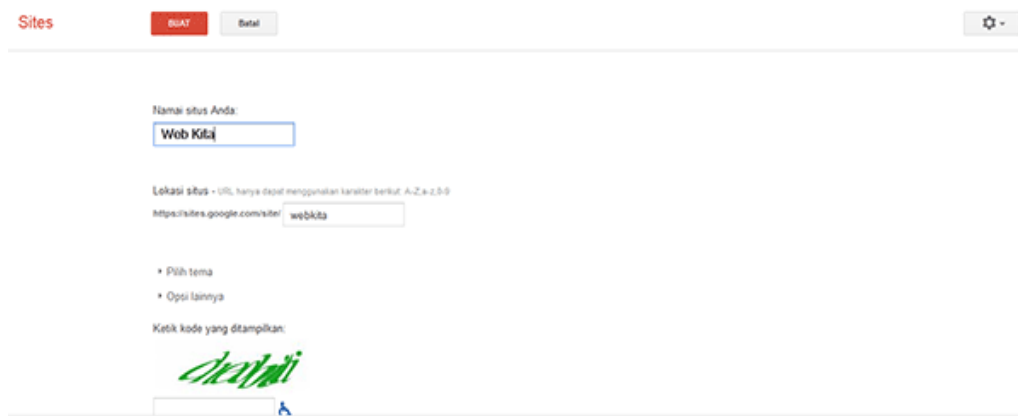 Sites BUAT Batal
Namai situs Anda:
Web Kita
Lokasi situs - URL hanya dapat menggunakan karakter berikut: A-Z,a-z,0-9
https://sites.google.com/site/ webkita
Pilih tema
Opsi lainnya
Ketik kode yang ditampilkan: